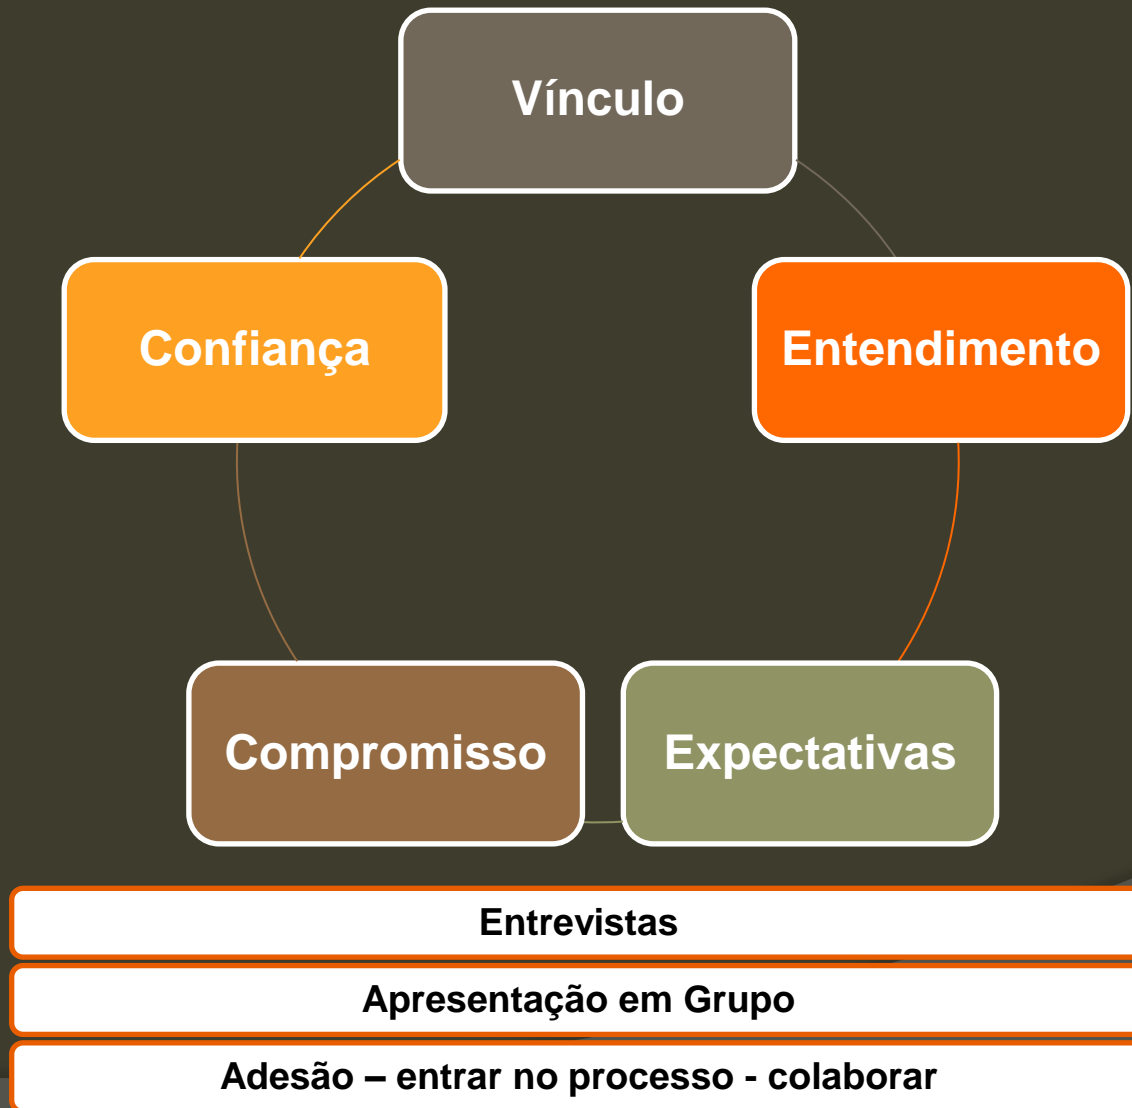 Vínculo
Confiança
Entendimento
Compromisso
Expectativas
Entrevistas
Apresentação em Grupo
Adesão – entrar no processo - colaborar